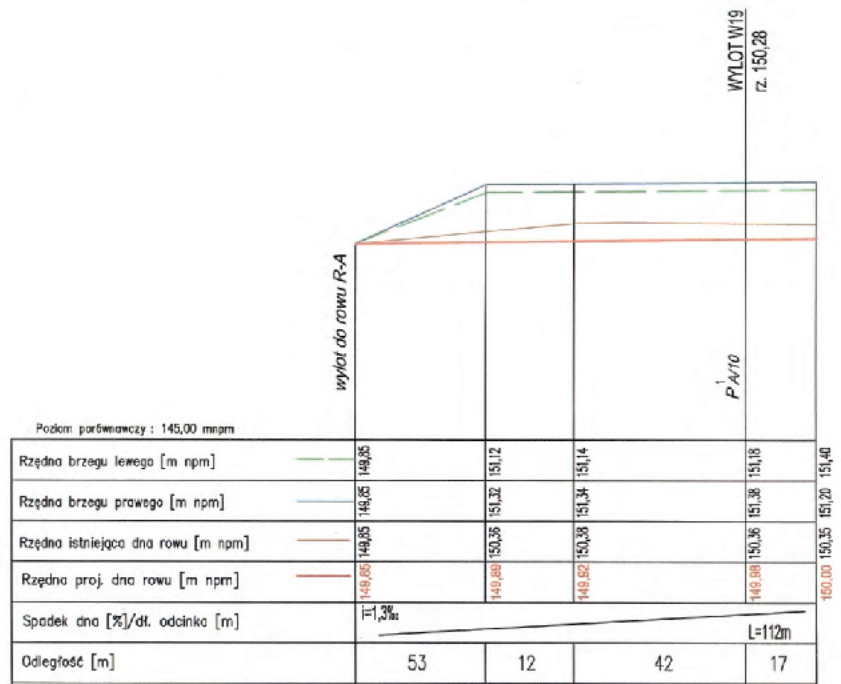 WYLOT W19
rz. 150,28
wylot do rowu R-A
P¹ A/10
Poziom porównawczy : 145,00 mnpm
Rzędna brzegu lewego [m npm] 149,85 151,12 151,14 151,18 151,40
Rzędna brzegu prawego [m npm] 149,85 151,32 151,34 151,38 151,20
Rzędna istniejąca dna rowu [m npm] 149,85 150,36 150,38 150,36 150,35
Rzędna proj. dna rowu [m npm] 149,85 149,89 149,92 149,98 150,00
Spadek dna [%]/dł. odcinka [m] i=1,3‰ L=112m
Odległość [m] 53 12 42 17